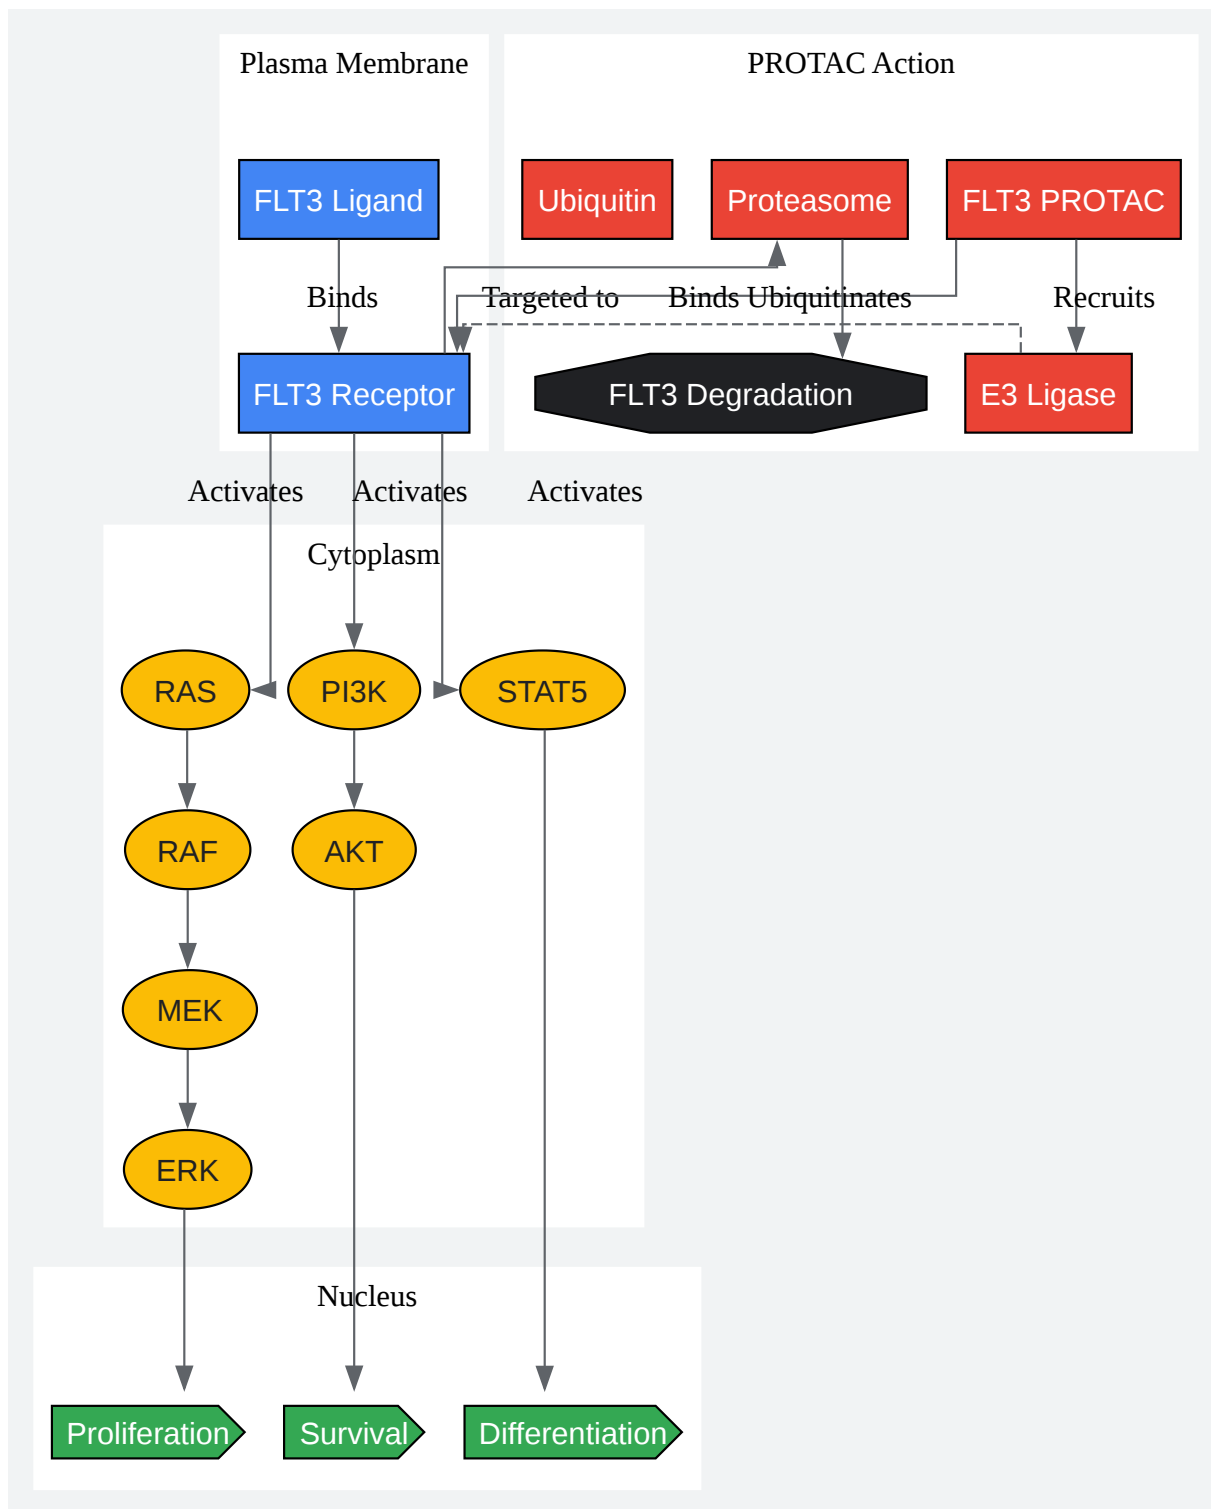 Plasma Membrane
PROTAC Action
FLT3 Ligand
Ubiquitin
Proteasome
FLT3 PROTAC
Binds
Targeted to
Binds
Ubiquitinates
Recruits
FLT3 Receptor
FLT3 Degradation
E3 Ligase
Activates
Activates
Activates
Cytoplasm
RAS
PI3K
STAT5
RAF
AKT
MEK
ERK
Nucleus
Proliferation
Survival
Differentiation